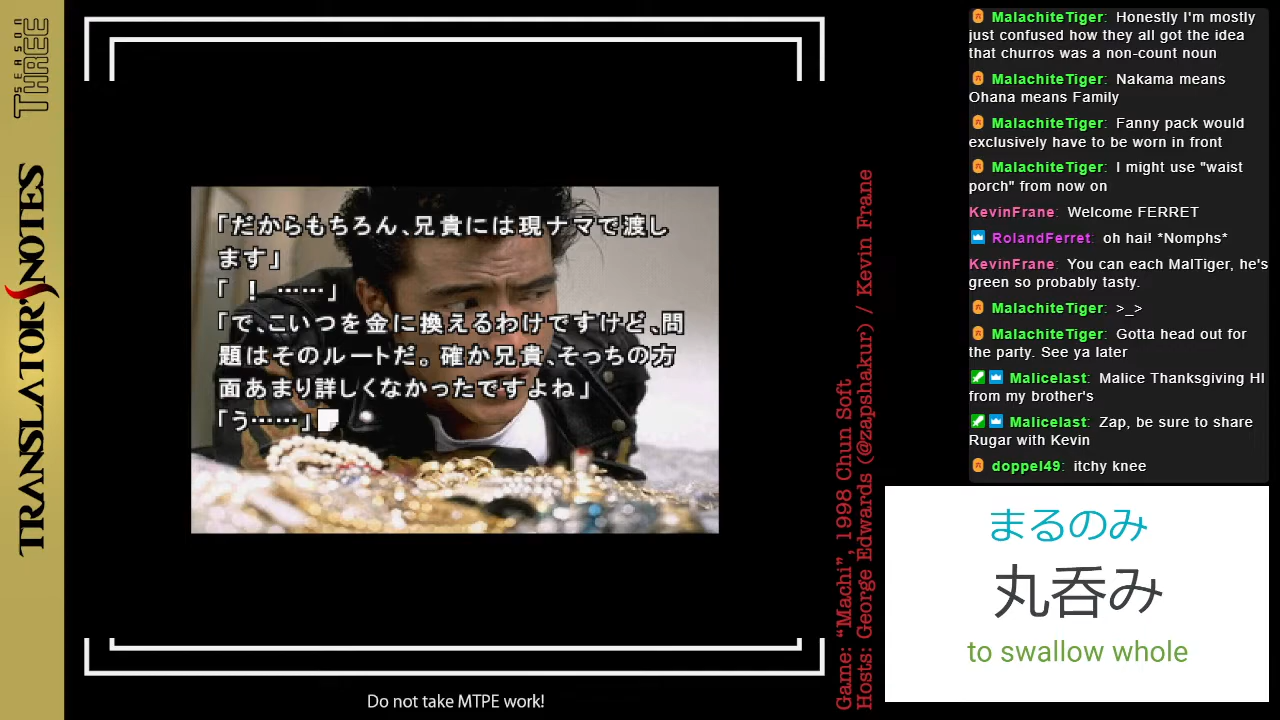 SEASON
THREE
TRANSLATOR'S NOTES
「だからもちろん、兄貴には現ナマで渡し
ます」
「 ！ ……」
「で、こいつを金に換えるわけですけど、問
題はそのルートだ。確か兄貴、そっちの方
面あまり詳しくなかったですよね」
「う……」
Do not take MTPE work!
Game: "Machi", 1998 Chun Soft
Hosts: George Edwards (@zapshakur) / Kevin Frane
MalachiteTiger: Honestly I'm mostly
just confused how they all got the idea
that churros was a non-count noun
MalachiteTiger: Nakama means
Ohana means Family
MalachiteTiger: Fanny pack would
exclusively have to be worn in front
MalachiteTiger: I might use "waist
porch" from now on
KevinFrane: Welcome FERRET
RolandFerret: oh hai! *Nomphs*
KevinFrane: You can each MalTiger, he's
green so probably tasty.
MalachiteTiger: >_>
MalachiteTiger: Gotta head out for
the party. See ya later
Malicelast: Malice Thanksgiving HI
from my brother's
Malicelast: Zap, be sure to share
Rugar with Kevin
doppel49: itchy knee
まるのみ
丸呑み
to swallow whole